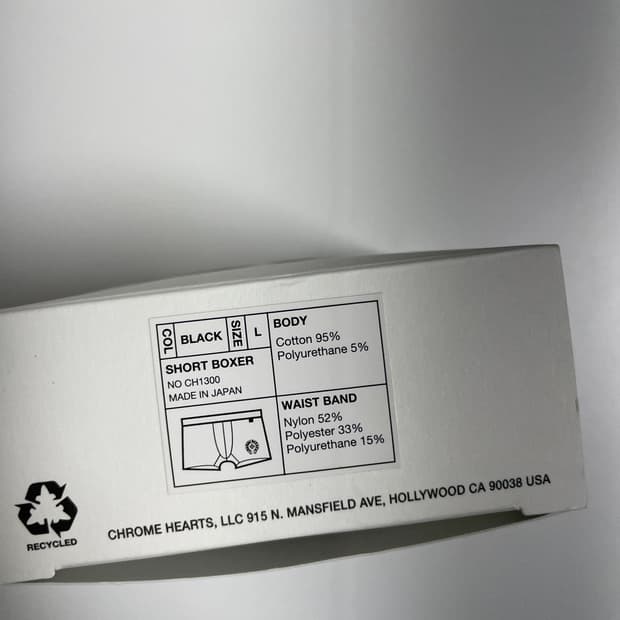 COL BLACK SIZE L
SHORT BOXER
NO CH1300
MADE IN JAPAN
BODY
Cotton 95%
Polyurethane 5%
WAIST BAND
Nylon 52%
Polyester 33%
Polyurethane 15%
RECYCLED
CHROME HEARTS, LLC 915 N. MANSFIELD AVE, HOLLYWOOD CA 90038 USA